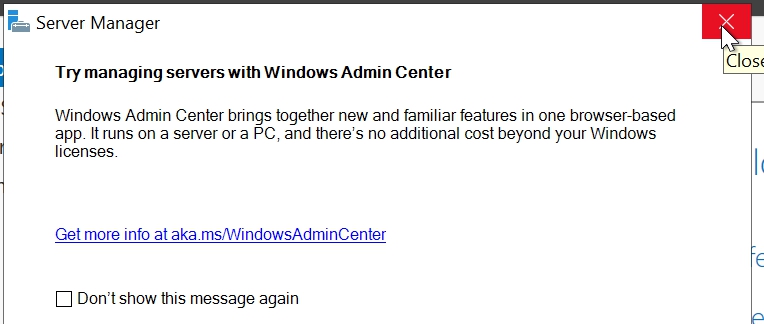 Server Manager
Close
Try managing servers with Windows Admin Center
Windows Admin Center brings together new and familiar features in one browser-based
app. It runs on a server or a PC, and there's no additional cost beyond your Windows
licenses.
Get more info at aka.ms/WindowsAdminCenter
Don't show this message again